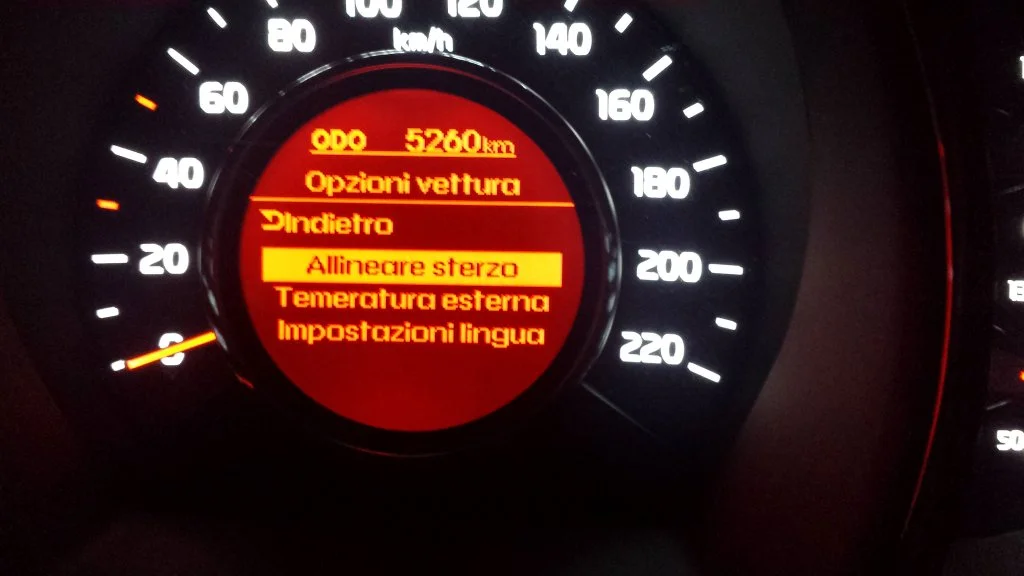 100 120
80 km/h 140
60 160
ODO 5260km
40 Opzioni vettura 180
Indietro
20 Allineare sterzo 200
Temeratura esterna
Impostazioni lingua
0 220
50